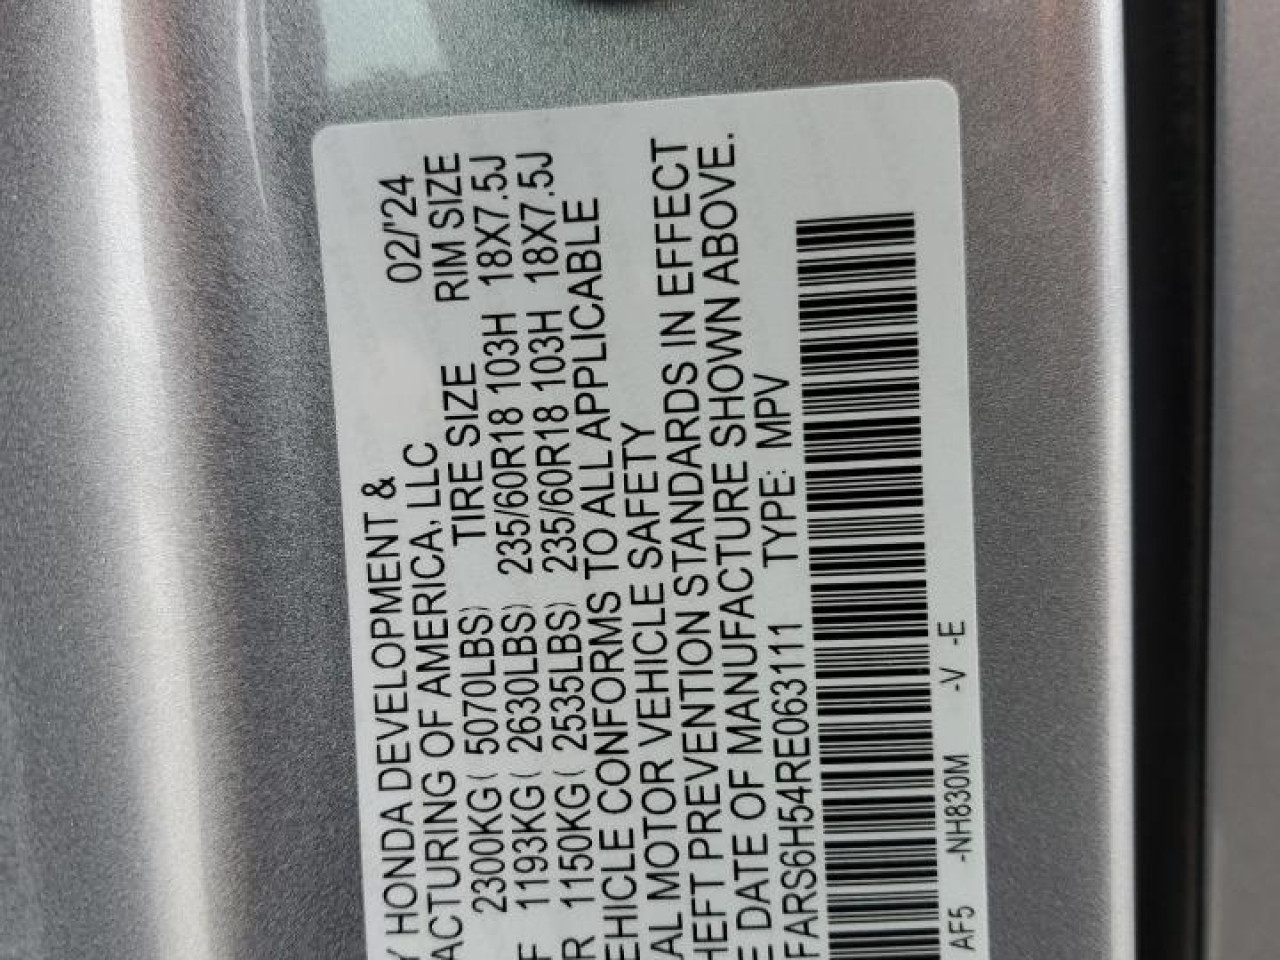 Y HONDA DEVELOPMENT & 02/'24
ACTURING OF AMERICA, LLC
TIRE SIZE RIM SIZE
2300KG ( 5070LBS)
F 1193KG ( 2630LBS) 235/60R18 103H 18X7.5J
R 1150KG ( 2535LBS) 235/60R18 103H 18X7.5J
EHICLE CONFORMS TO ALL APPLICABLE
AL MOTOR VEHICLE SAFETY
HEFT PREVENTION STANDARDS IN EFFECT
E DATE OF MANUFACTURE SHOWN ABOVE.
FARS6H54RE063111 TYPE: MPV
AF5 -NH830M -V -E